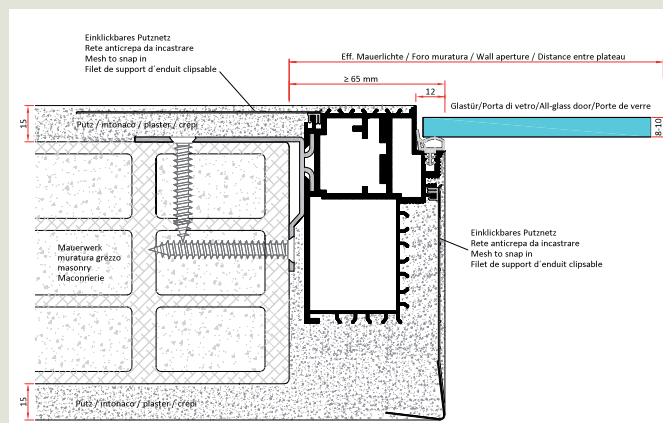 Einklickbares Putznetz
Rete anticrepa da incastrare
Mesh to snap in
Filet de support d´enduit clipsable
Eff. Mauerlichte / Foro muratura / Wall aperture / Distance entre plateau
≥ 65 mm
12
Glastür/Porta di vetro/All-glass door/Porte de verre
15
Putz / intonaco / plaster / crépi
8-10
Mauerwerk
muratura grezzo
masonry
Maconnerie
Einklickbares Putznetz
Rete anticrepa da incastrare
Mesh to snap in
Filet de support d´enduit clipsable
15
Putz / intonaco / plaster / crépi